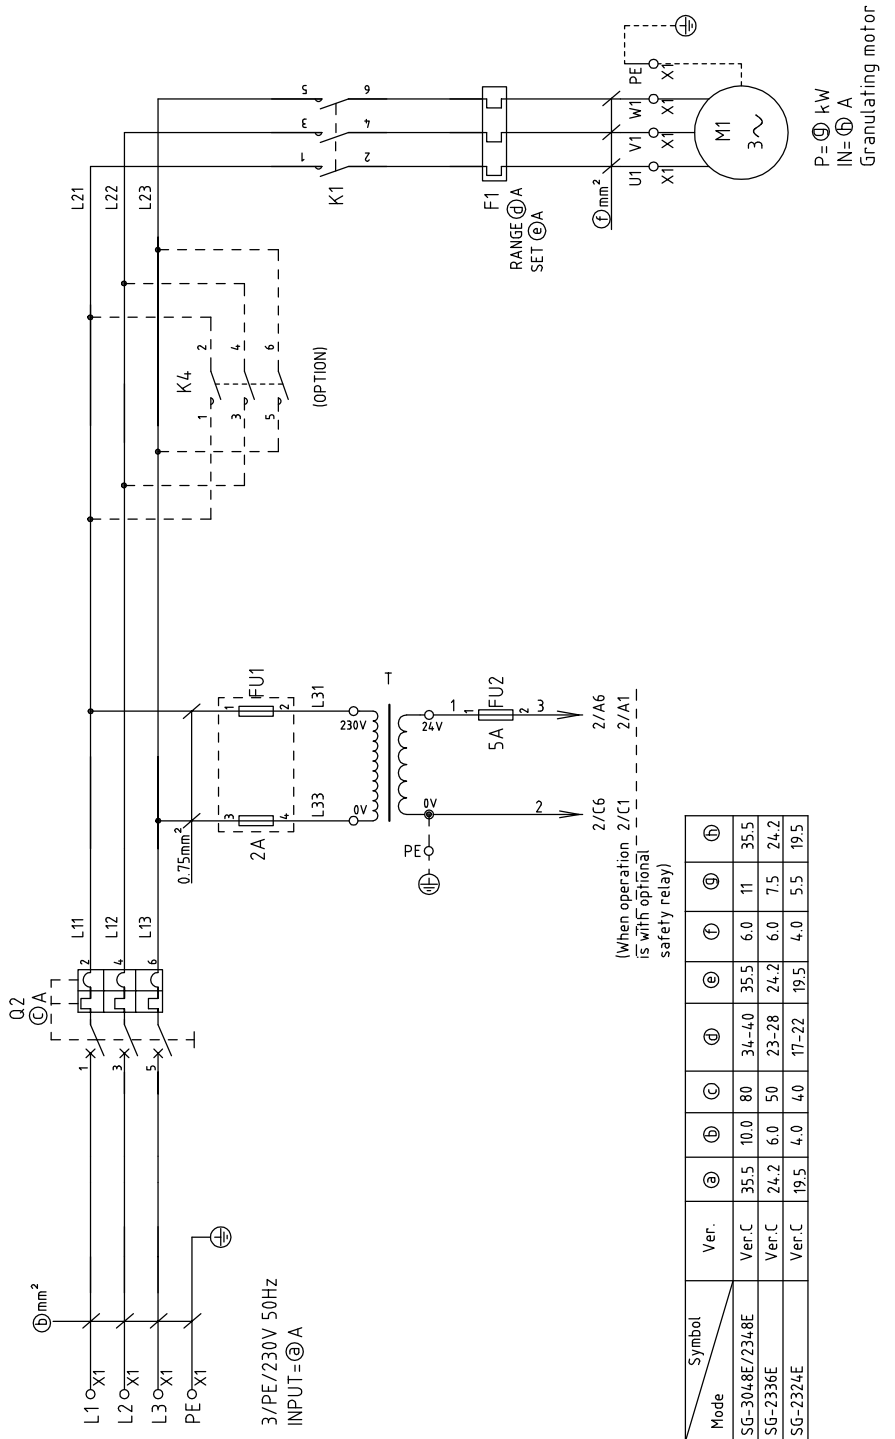 ⓑmm²
L1 X1
L2 X1
L3 X1
PE X1
3/PE/230V 50Hz
INPUT=ⓐA
Q2
ⓒA
1 2
3 4
5 6
L11
L12
L13
0.75mm²
FU1
1 2
3 4
2A
L31
L33
230V
0V
T
24V
0V
PE
1
1 2
FU2
5A
3
2
2/A6
2/A1
2/C6
2/C1
(When operation
is with optional
safety relay)
K4
1 2
3 4
5 6
(OPTION)
L21
L22
L23
5 6
3 4
1 2
K1
F1
RANGE ⓓA
SET ⓔA
ⓕmm²
U1 X1
V1 X1
W1 X1
PE X1
M1
3~
P=ⓖ kW
IN=ⓗ A
Granulating motor
Symbol
Mode Ver. ⓐ ⓑ ⓒ ⓓ ⓔ ⓕ ⓖ ⓗ
SG-3048E/2348E Ver.C 35.5 10.0 80 34-40 35.5 6.0 11 35.5
SG-2336E Ver.C 24.2 6.0 50 23-28 24.2 6.0 7.5 24.2
SG-2324E Ver.C 19.5 4.0 40 17-22 19.5 4.0 5.5 19.5